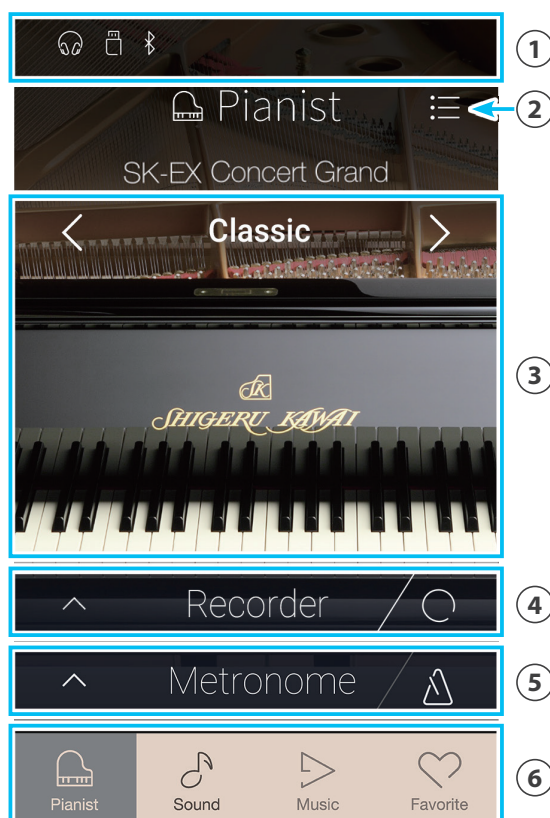 1
Pianist
2
SK-EX Concert Grand
Classic
SK
SHIGERU KAWAI
3
Recorder
4
Metronome
5
Pianist Sound Music Favorite
6